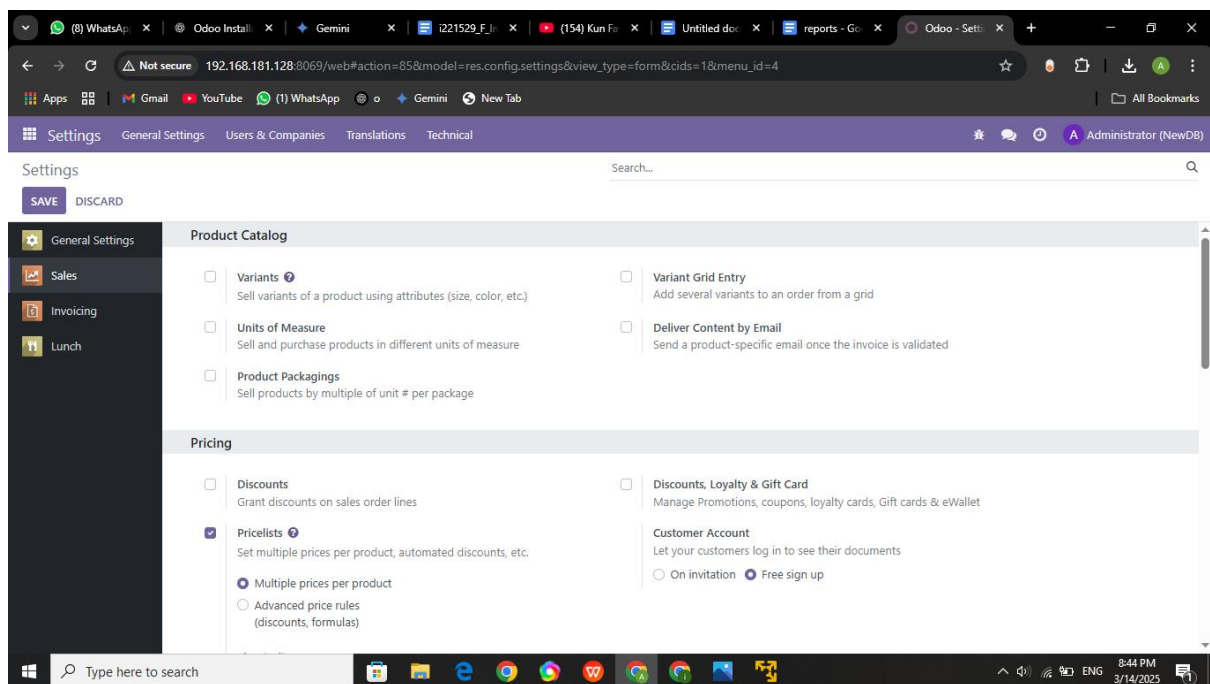 (8) WhatsAp
Odoo Install
Gemini
i221529_F_In
(154) Kun Fa
Untitled doc
reports - Go
Odoo - Setti
Not secure 192.168.181.128:8069/web#action=85&model=res.config.settings&view_type=form&cids=1&menu_id=4
A
Apps Gmail YouTube (1) WhatsApp o Gemini New Tab All Bookmarks
Settings General Settings Users & Companies Translations Technical A Administrator (NewDB)
Settings Search...
SAVE DISCARD
General Settings
Sales
Invoicing
Lunch
Product Catalog
Variants
Sell variants of a product using attributes (size, color, etc.)
Variant Grid Entry
Add several variants to an order from a grid
Units of Measure
Sell and purchase products in different units of measure
Deliver Content by Email
Send a product-specific email once the invoice is validated
Product Packagings
Sell products by multiple of unit # per package
Pricing
Discounts
Grant discounts on sales order lines
Discounts, Loyalty & Gift Card
Manage Promotions, coupons, loyalty cards, Gift cards & eWallet
Pricelists
Set multiple prices per product, automated discounts, etc.
Multiple prices per product
Advanced price rules
(discounts, formulas)
Customer Account
Let your customers log in to see their documents
On invitation Free sign up
Type here to search
ENG
8:44 PM
3/14/2025